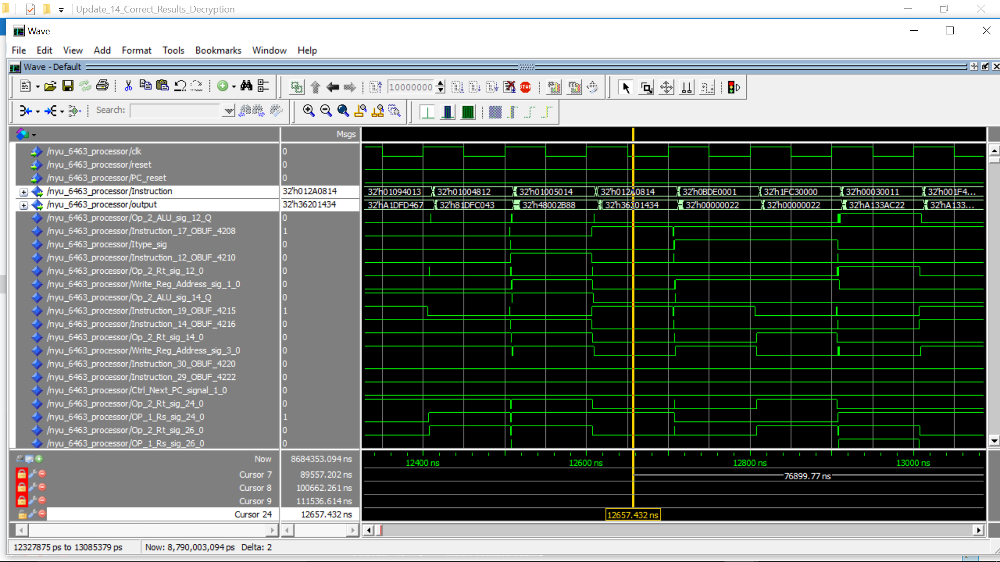 Update_14_Correct_Results_Decryption
Wave
File Edit View Add Format Tools Bookmarks Window Help
Wave - Default
10000000
STOP
Search:
Msgs
/nyu_6463_processor/clk 0
/nyu_6463_processor/reset 0
/nyu_6463_processor/PC_reset 0
/nyu_6463_processor/Instruction 32'h012A0814 32'h01094013 32'h01004812 32'h01005014 32'h012A0814 32'h0BDE0001 32'h1FC30000 32'h00030011 32'h001F4...
/nyu_6463_processor/output 32'h36201434 32'hA1DFD467 32'h81DFC043 32'h48002B88 32'h36201434 32'h00000022 32'h00000022 32'hA133AC22 32'hA133...
/nyu_6463_processor/Op_2_ALU_sig_12_Q 0
/nyu_6463_processor/Instruction_17_OBUF_4208 1
/nyu_6463_processor/Itype_sig 0
/nyu_6463_processor/Instruction_12_OBUF_4210 0
/nyu_6463_processor/Op_2_Rt_sig_12_0 0
/nyu_6463_processor/Write_Reg_Address_sig_1_0 0
/nyu_6463_processor/Op_2_ALU_sig_14_Q 0
/nyu_6463_processor/Instruction_19_OBUF_4215 1
/nyu_6463_processor/Instruction_14_OBUF_4216 0
/nyu_6463_processor/Op_2_Rt_sig_14_0 0
/nyu_6463_processor/Write_Reg_Address_sig_3_0 0
/nyu_6463_processor/Instruction_30_OBUF_4220 0
/nyu_6463_processor/Instruction_29_OBUF_4222 0
/nyu_6463_processor/Ctrl_Next_PC_signal_1_0 0
/nyu_6463_processor/Op_2_Rt_sig_24_0 0
/nyu_6463_processor/OP_1_Rs_sig_24_0 1
/nyu_6463_processor/Op_2_Rt_sig_26_0 0
/nyu_6463_processor/OP_1_Rs_sig_26_0 0
Now 8684353.094 ns 12400 ns 12600 ns 12800 ns 13000 ns
Cursor 7 89557.202 ns 76899.77 ns
Cursor 8 100662.261 ns
Cursor 9 111536.614 ns
Cursor 24 12657.432 ns 12657.432 ns
12327875 ps to 13085379 ps Now: 8,790,003,094 ps Delta: 2